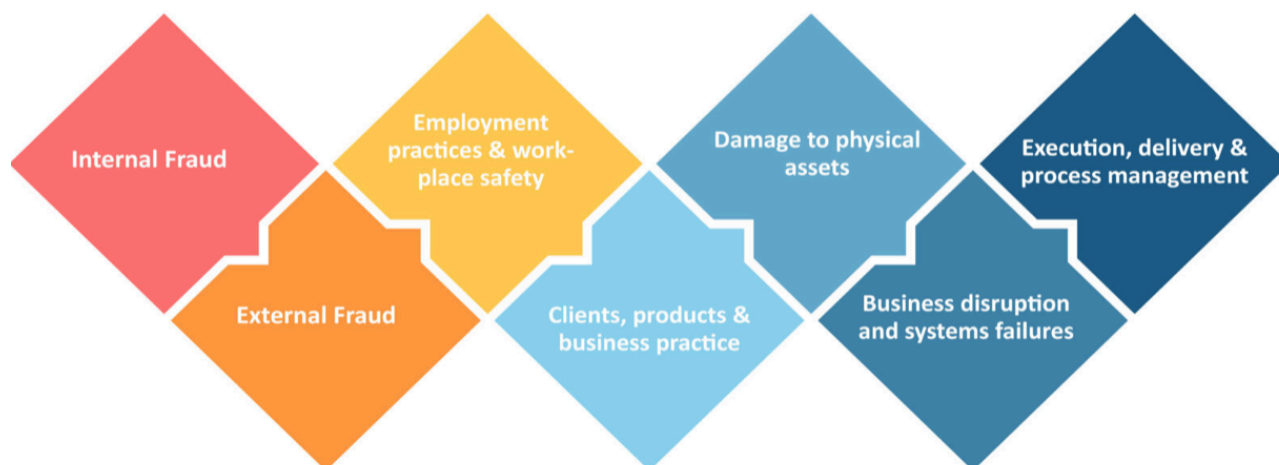 Internal Fraud
External Fraud
Employment
practices & work-
place safety
Clients, products &
business practice
Damage to physical
assets
Business disruption
and systems failures
Execution, delivery &
process management